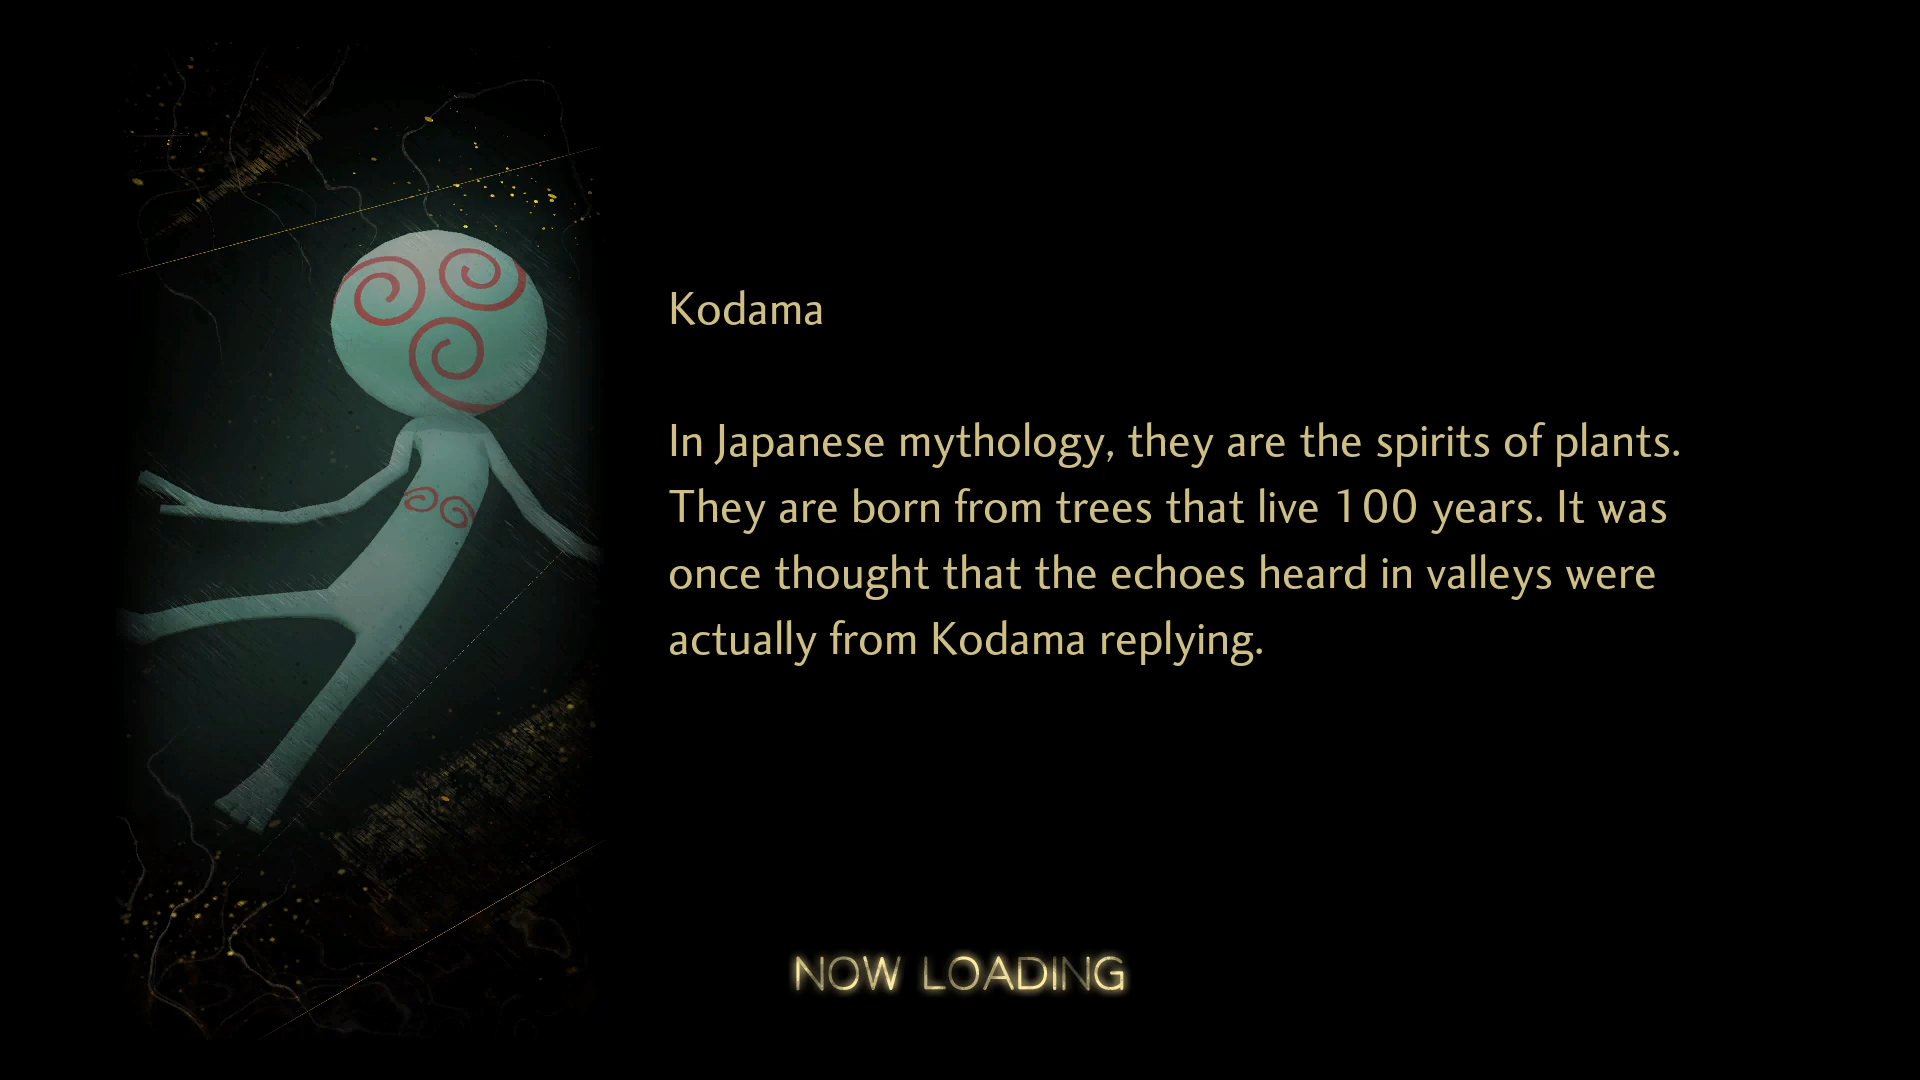 Kodama
In Japanese mythology, they are the spirits of plants.
They are born from trees that live 100 years. It was
once thought that the echoes heard in valleys were
actually from Kodama replying.
NOW LOADING